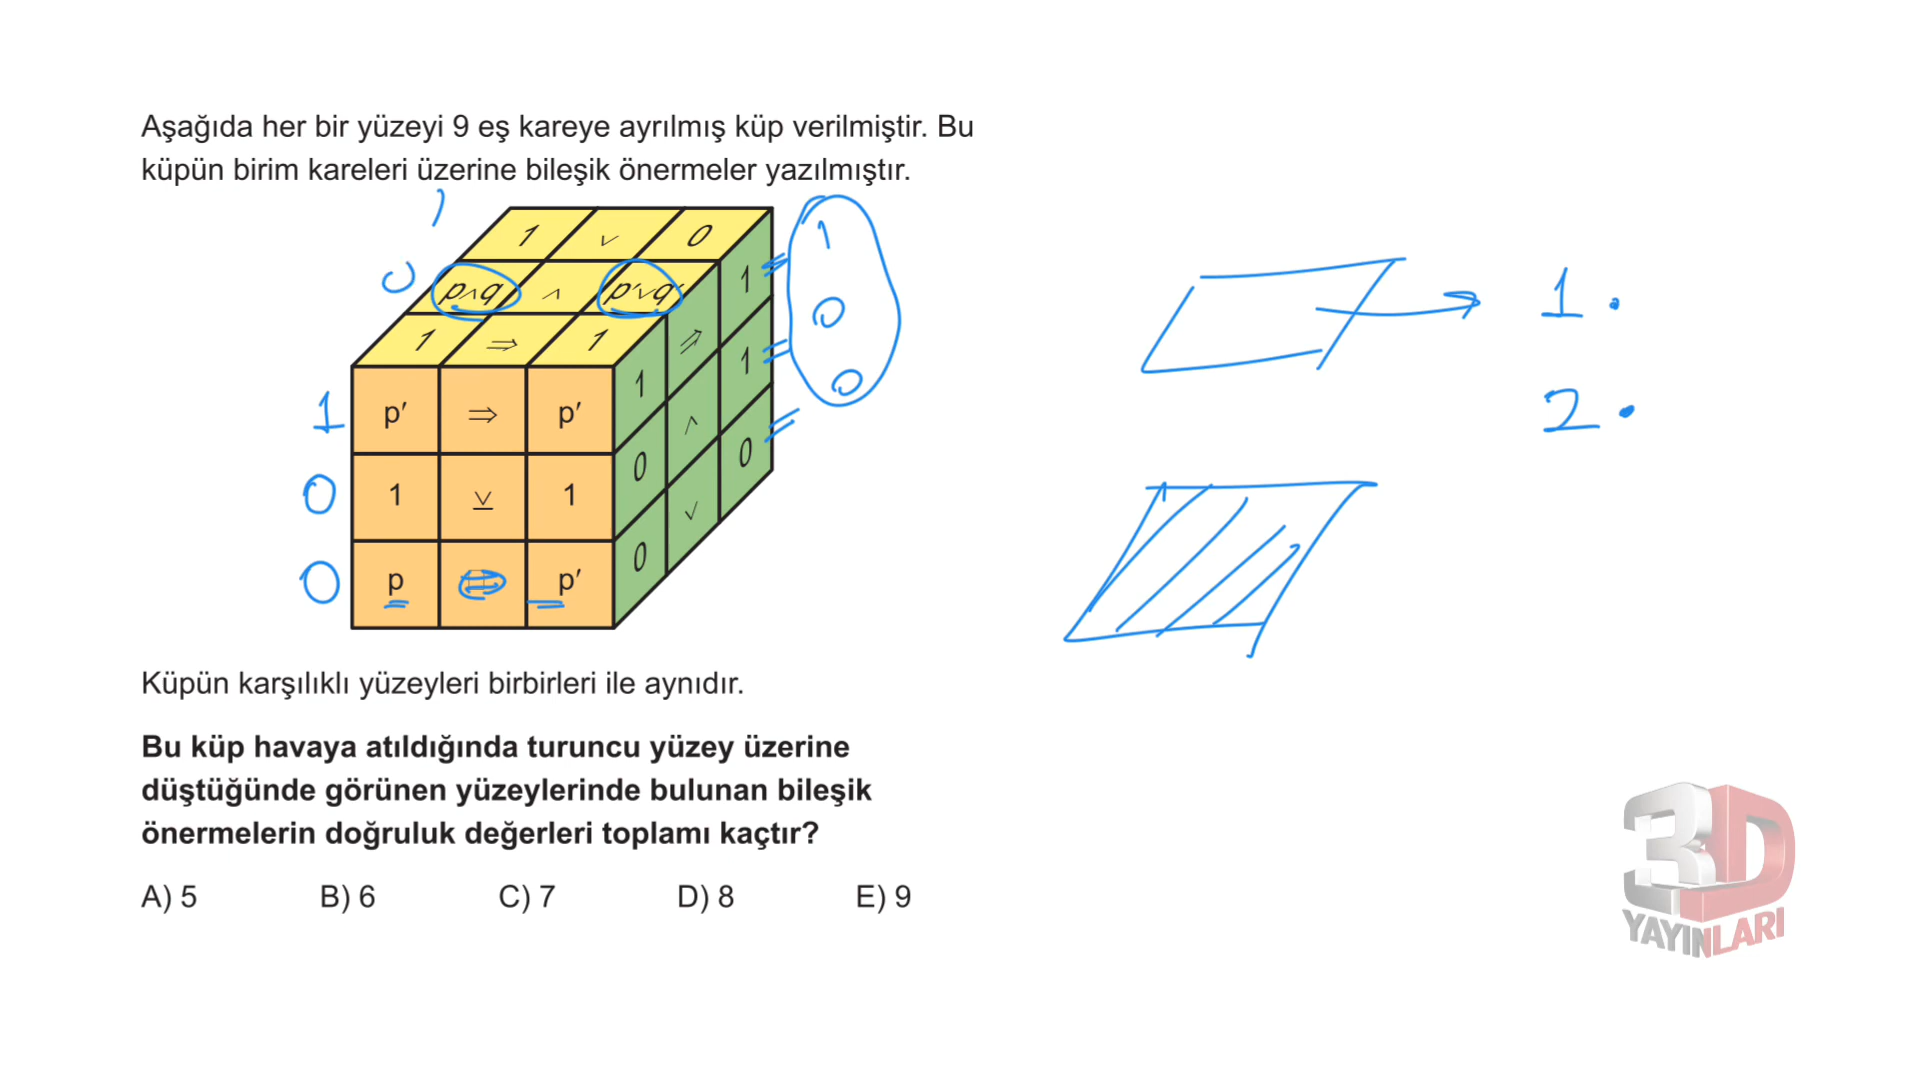 Aşağıda her bir yüzeyi 9 eş kareye ayrılmış küp verilmiştir. Bu
küpün birim kareleri üzerine bileşik önermeler yazılmıştır.
1 ∨ 0
p∧q ∧ p′∨q′
1 ⇒ 1
p′ ⇒ p′
1 ⊻ 1
p ⇔ p′
1 ⇒ 1
0 ∧ 1
0 ∨ 0
1
0
1
0
0
= 1
= 0
= 0
1.
2.
Küpün karşılıklı yüzeyleri birbirleri ile aynıdır.
Bu küp havaya atıldığında turuncu yüzey üzerine
düştüğünde görünen yüzeylerinde bulunan bileşik
önermelerin doğruluk değerleri toplamı kaçtır?
A) 5 B) 6 C) 7 D) 8 E) 9
3D
YAYINLARI